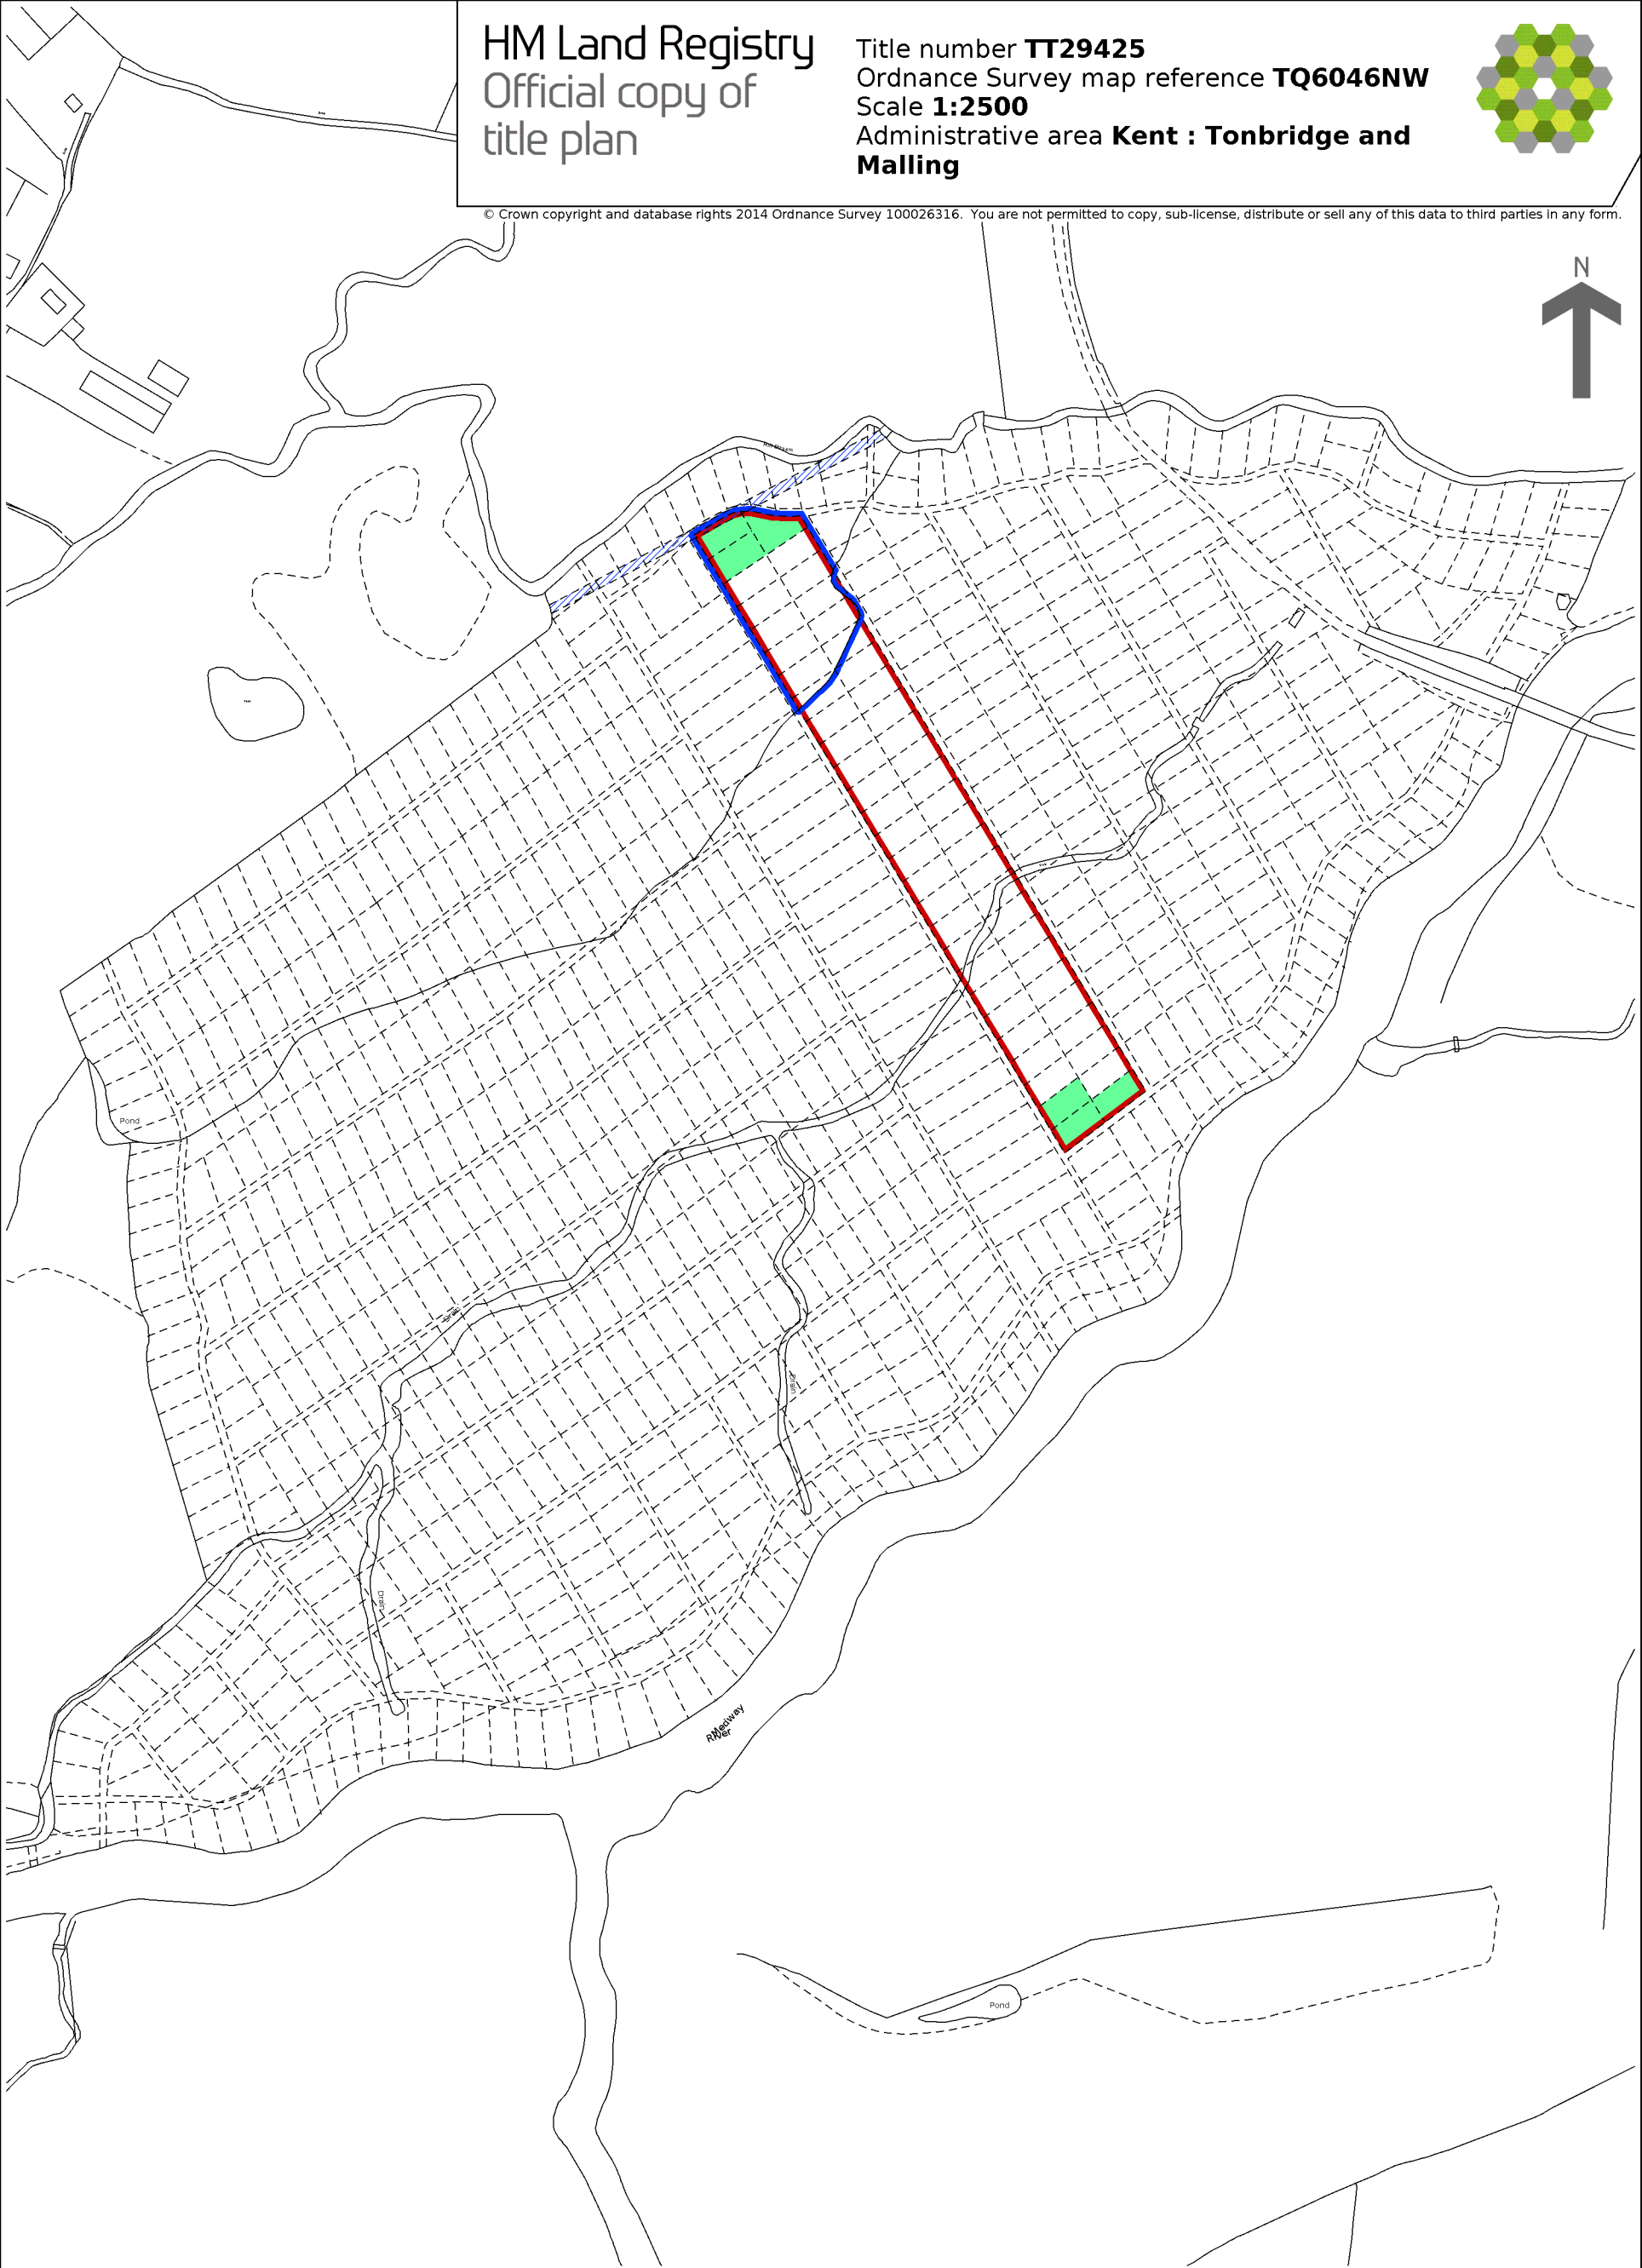 HM Land Registry
Official copy of
title plan
Title number TT29425
Ordnance Survey map reference TQ6046NW
Scale 1:2500
Administrative area Kent : Tonbridge and
Malling
© Crown copyright and database rights 2014 Ordnance Survey 100026316.  You are not permitted to copy, sub-license, distribute or sell any of this data to third parties in any form.
N
Pond
Drain
Drain
Drain
Medway
River
Pond